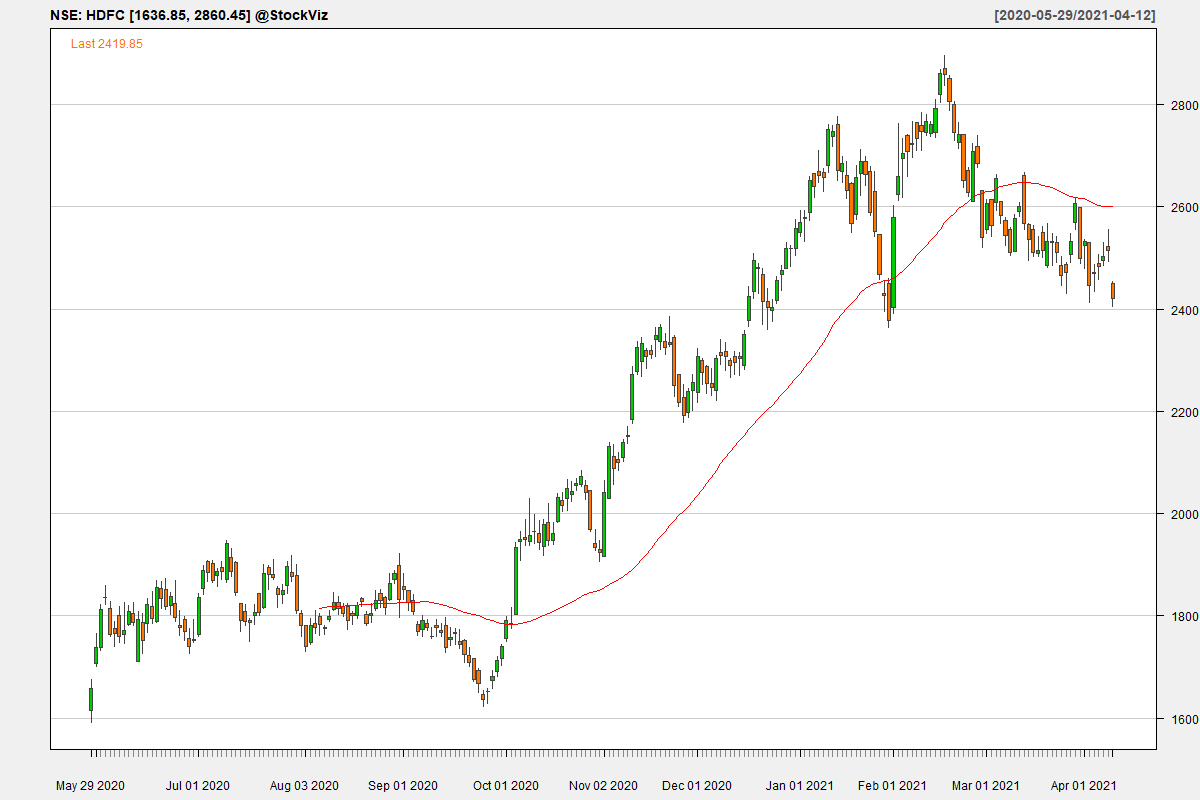 NSE: HDFC [1636.85, 2860.45] @StockViz [2020-05-29/2021-04-12]
Last 2419.85
2800
2600
2400
2200
2000
1800
1600
May 29 2020 Jul 01 2020 Aug 03 2020 Sep 01 2020 Oct 01 2020 Nov 02 2020 Dec 01 2020 Jan 01 2021 Feb 01 2021 Mar 01 2021 Apr 01 2021